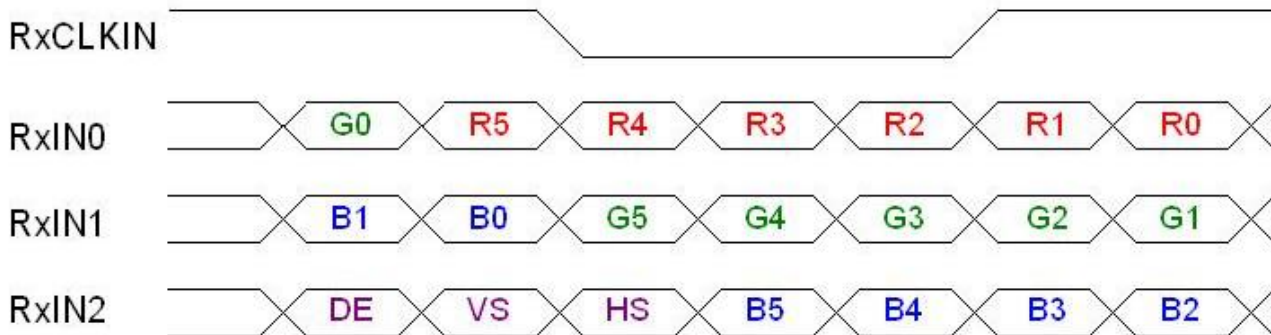 RxCLKIN
RxIN0 G0 R5 R4 R3 R2 R1 R0
RxIN1 B1 B0 G5 G4 G3 G2 G1
RxIN2 DE VS HS B5 B4 B3 B2